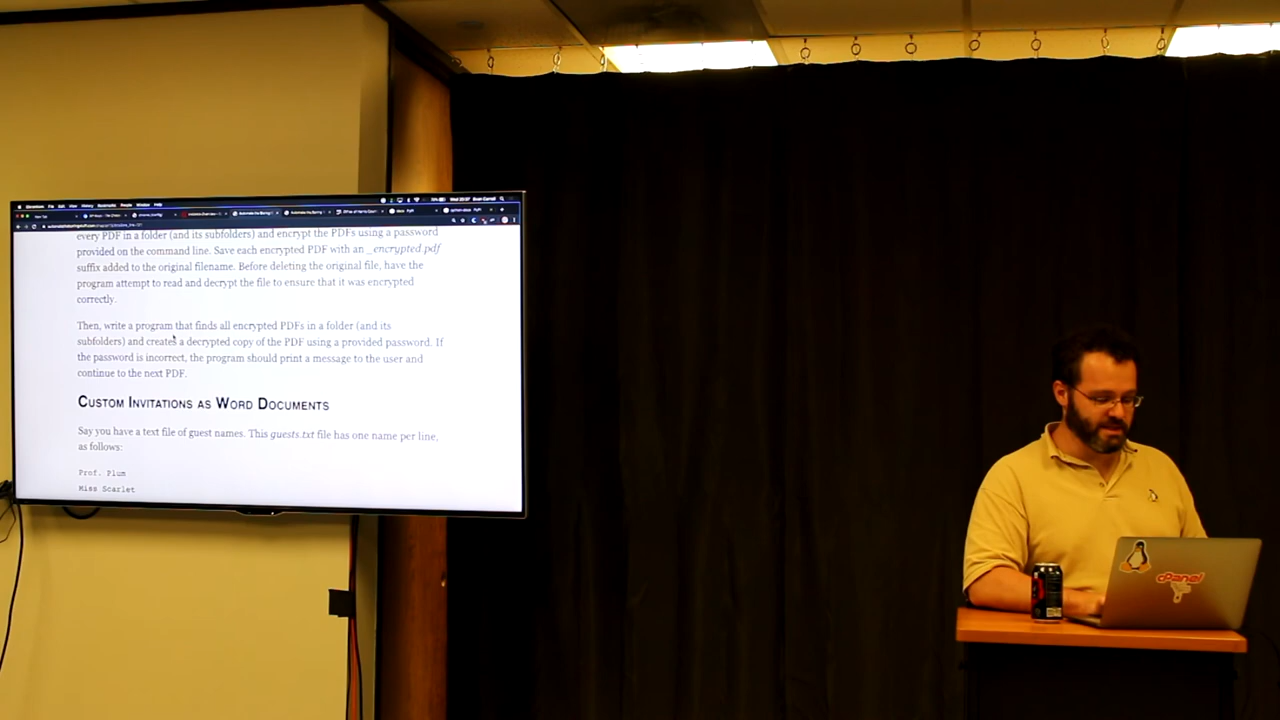 every PDF in a folder (and its subfolders) and encrypt the PDFs using a password
provided on the command line. Save each encrypted PDF with an _encrypted.pdf
suffix added to the original filename. Before deleting the original file, have the
program attempt to read and decrypt the file to ensure that it was encrypted
correctly.
Then, write a program that finds all encrypted PDFs in a folder (and its
subfolders) and creates a decrypted copy of the PDF using a provided password. If
the password is incorrect, the program should print a message to the user and
continue to the next PDF.
CUSTOM INVITATIONS AS WORD DOCUMENTS
Say you have a text file of guest names. This guests.txt file has one name per line,
as follows:
Prof. Plum
Miss Scarlet
cPanel